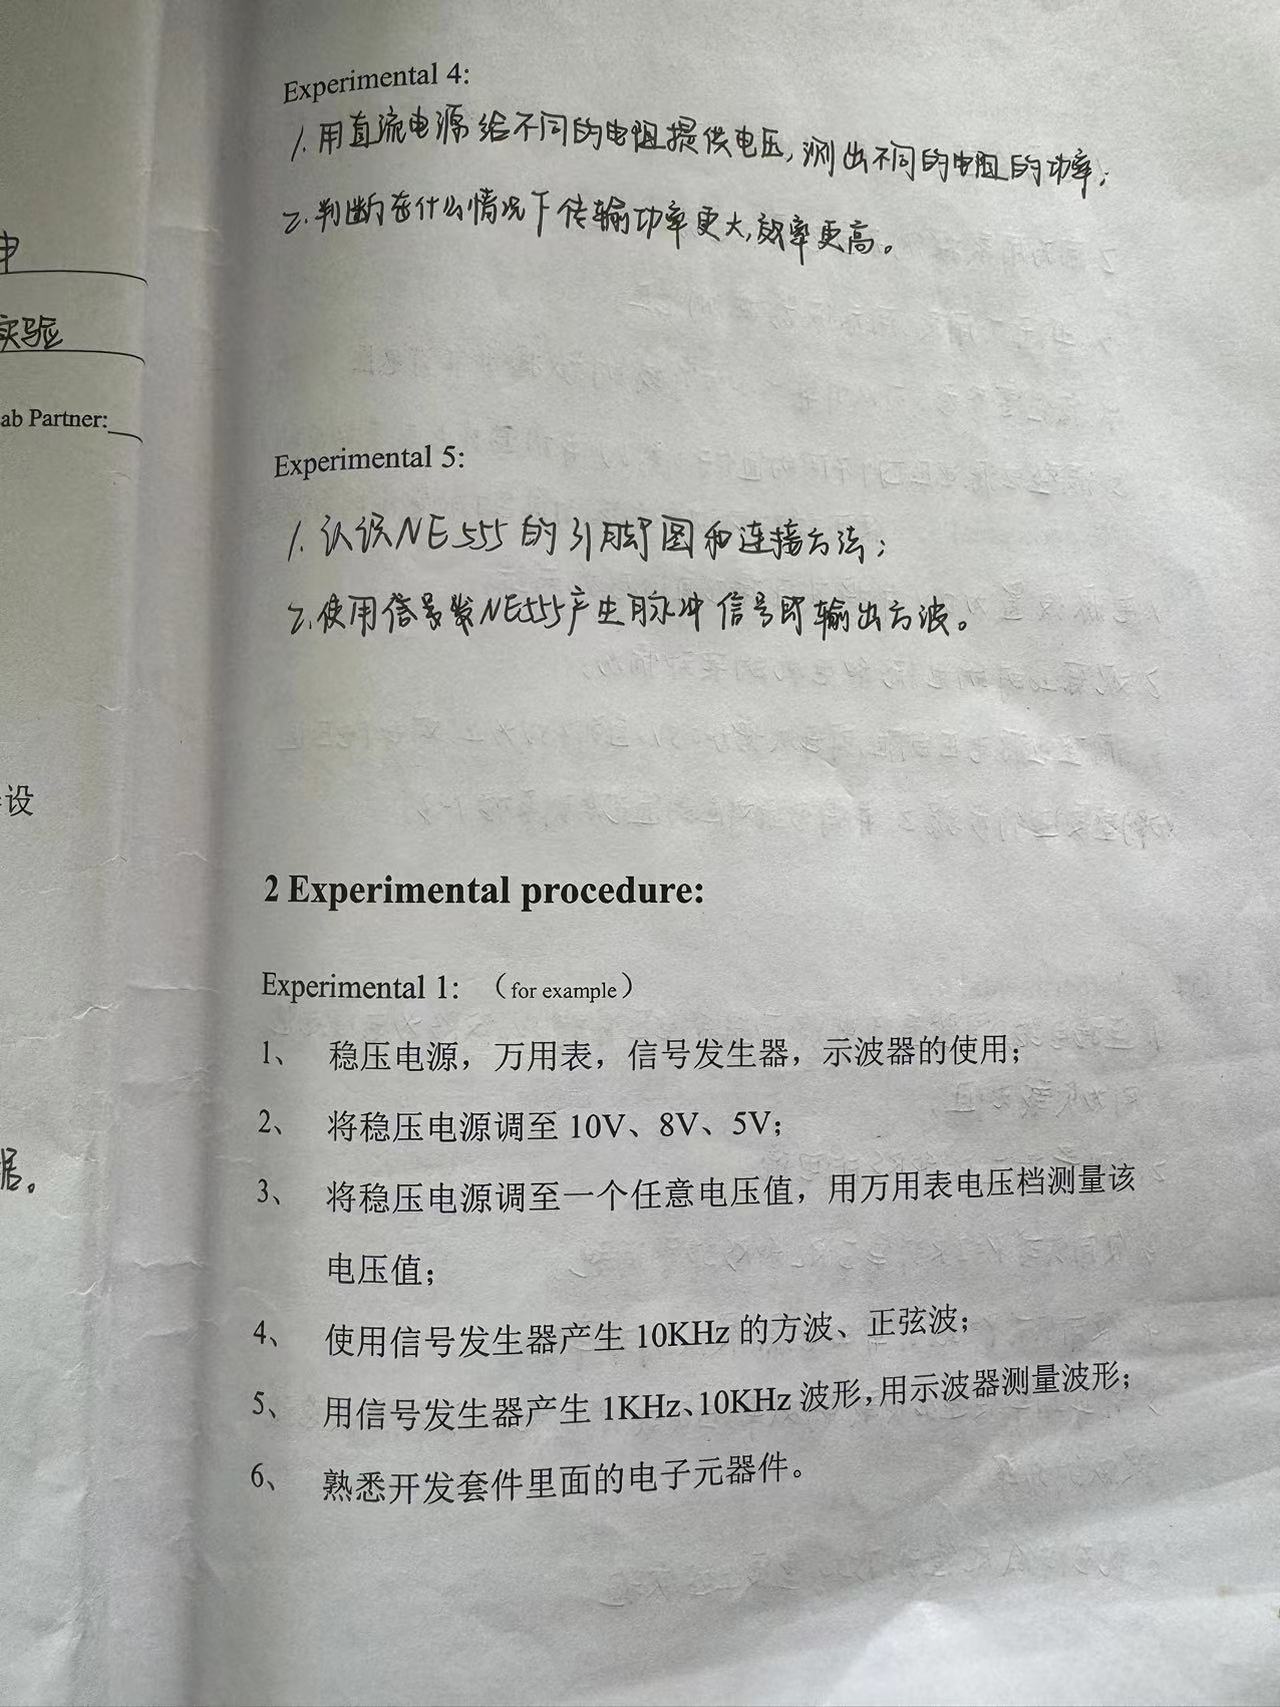 Experimental 4:
1.用直流电源给不同的电阻提供电压,测出不同的电阻的功率;
2.判断在什么情况下传输功率更大,效率更高。
申
实验
ab Partner:
Experimental 5:
1.认识NE555的引脚图和连接方法;
2.使用信号发NE555产生脉冲信号即输出方波。
设
2 Experimental procedure:
Experimental 1: （for example）
1、 稳压电源，万用表，信号发生器，示波器的使用；
2、 将稳压电源调至 10V、8V、5V；
据。
3、 将稳压电源调至一个任意电压值，用万用表电压档测量该
电压值；
4、 使用信号发生器产生 10KHz 的方波、正弦波；
5、 用信号发生器产生 1KHz、10KHz 波形,用示波器测量波形；
6、 熟悉开发套件里面的电子元器件。